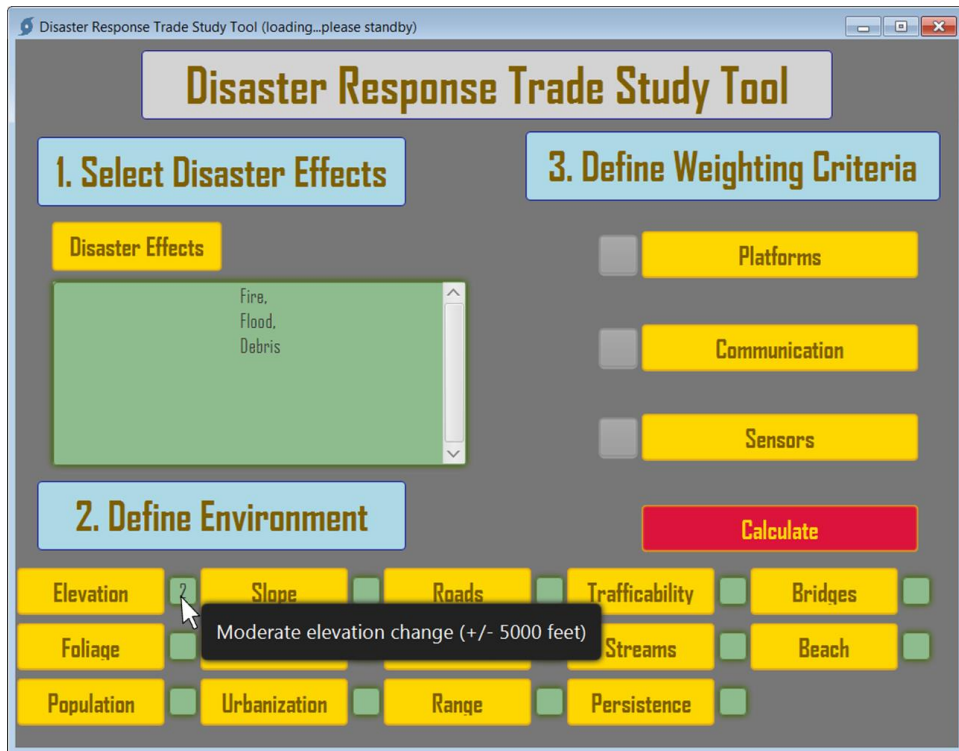 Disaster Response Trade Study Tool (loading...please standby)
Disaster Response Trade Study Tool
1. Select Disaster Effects
3. Define Weighting Criteria
Disaster Effects
Platforms
Fire,
Flood,
Debris
Communication
Sensors
2. Define Environment
Calculate
Elevation 2 Slope Roads Trafficability Bridges
Moderate elevation change (+/- 5000 feet)
Foliage Streams Beach
Population Urbanization Range Persistence